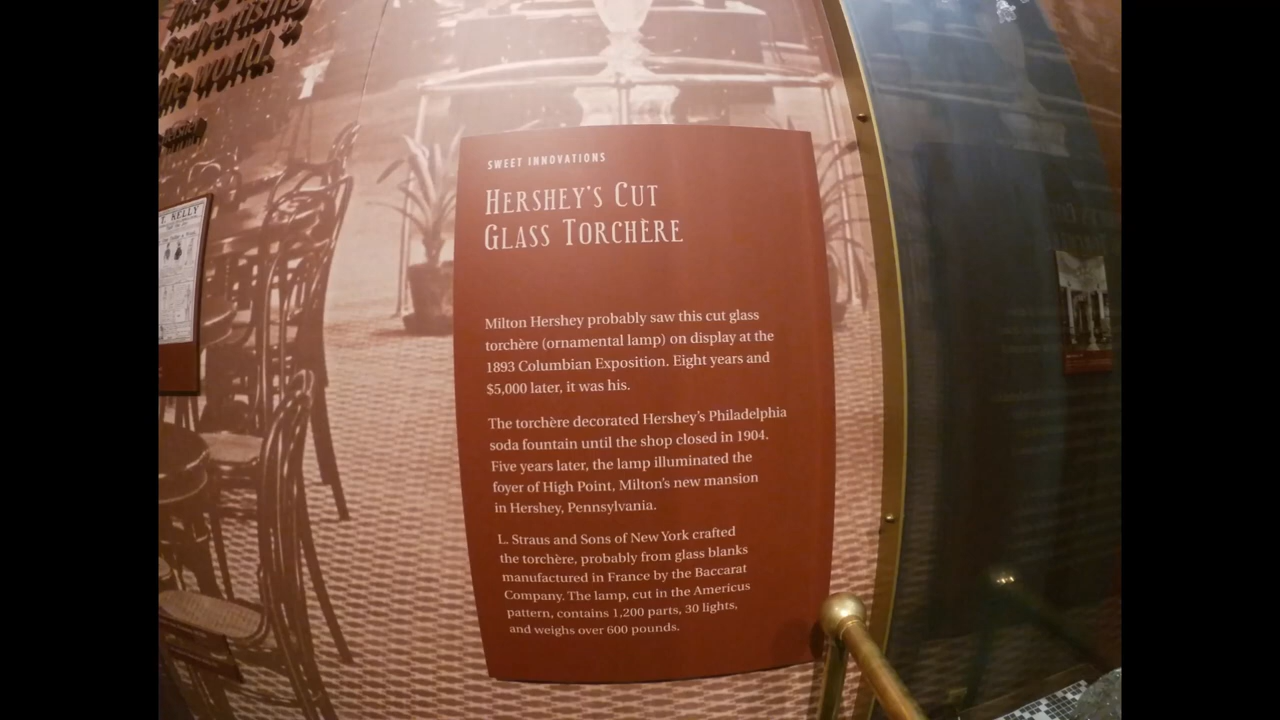 advertising
the world."
KELLY
SWEET INNOVATIONS
HERSHEY'S CUT
GLASS TORCHÈRE
Milton Hershey probably saw this cut glass
torchère (ornamental lamp) on display at the
1893 Columbian Exposition. Eight years and
$5,000 later, it was his.
The torchère decorated Hershey's Philadelphia
soda fountain until the shop closed in 1904.
Five years later, the lamp illuminated the
foyer of High Point, Milton's new mansion
in Hershey, Pennsylvania.
L. Straus and Sons of New York crafted
the torchère, probably from glass blanks
manufactured in France by the Baccarat
Company. The lamp, cut in the Americus
pattern, contains 1,200 parts, 30 lights,
and weighs over 600 pounds.